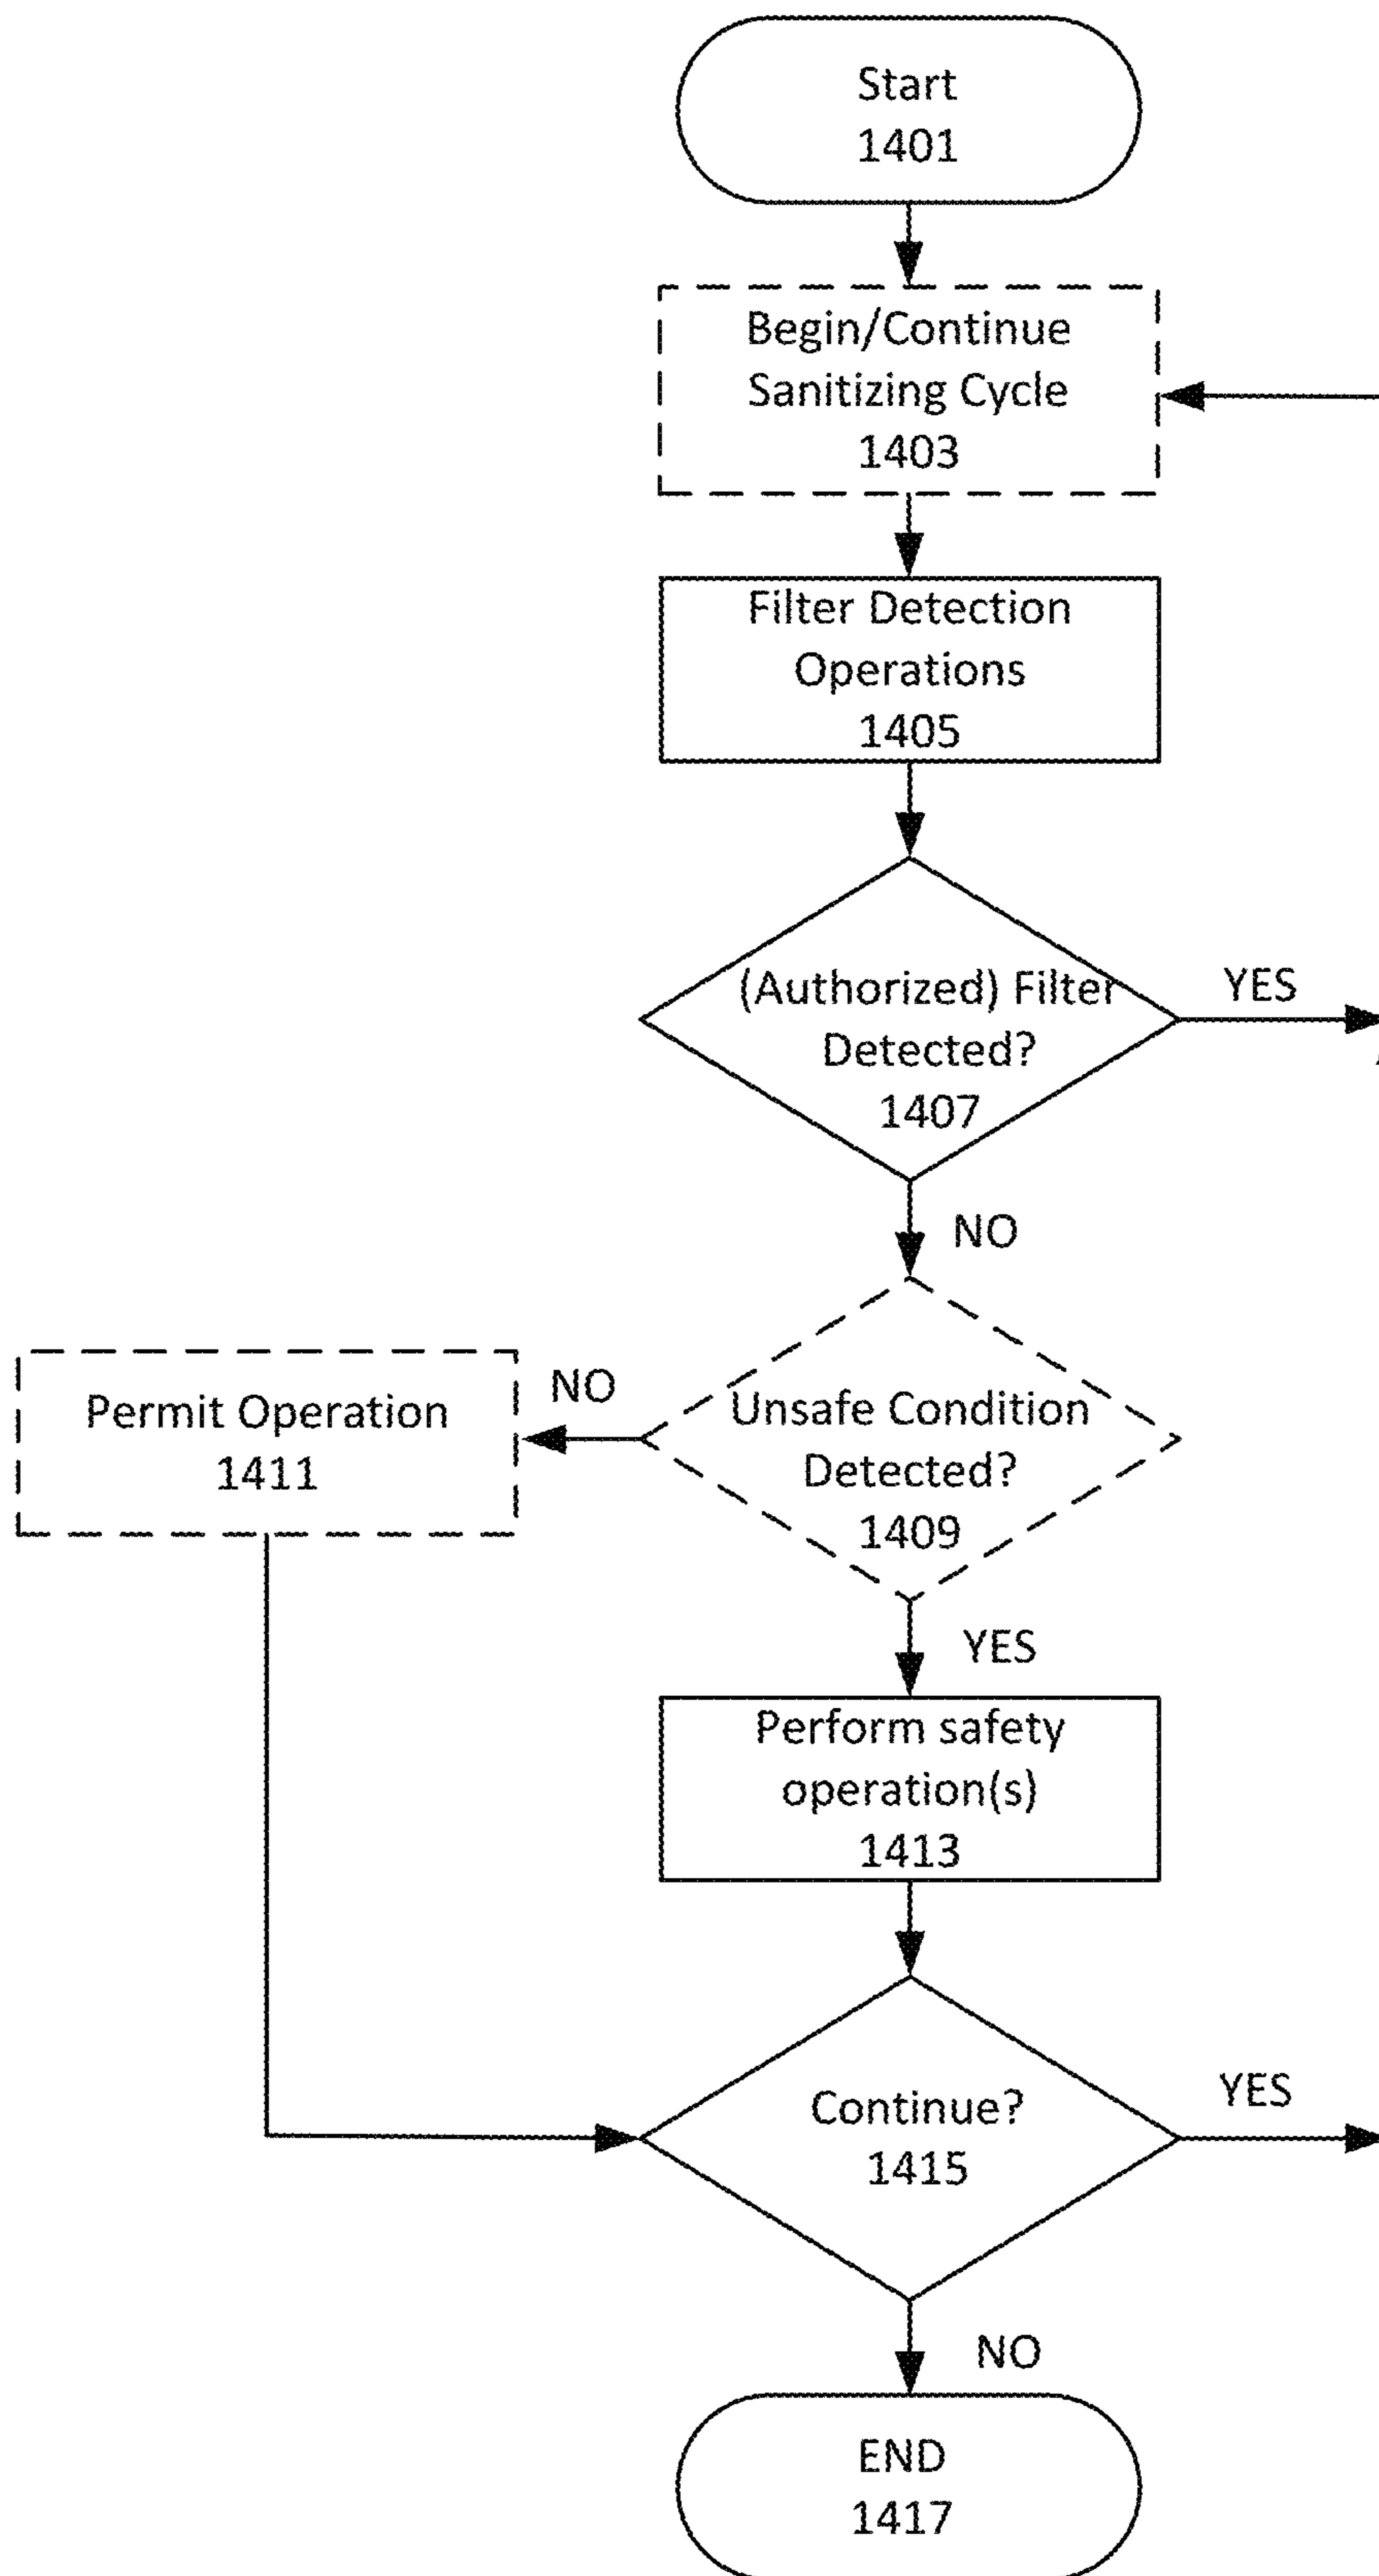 Start
1401
Begin/Continue
Sanitizing Cycle
1403
Filter Detection
Operations
1405
(Authorized) Filter
Detected?
1407
YES
NO
Unsafe Condition
Detected?
1409
NO
Permit Operation
1411
YES
Perform safety
operation(s)
1413
Continue?
1415
YES
NO
END
1417